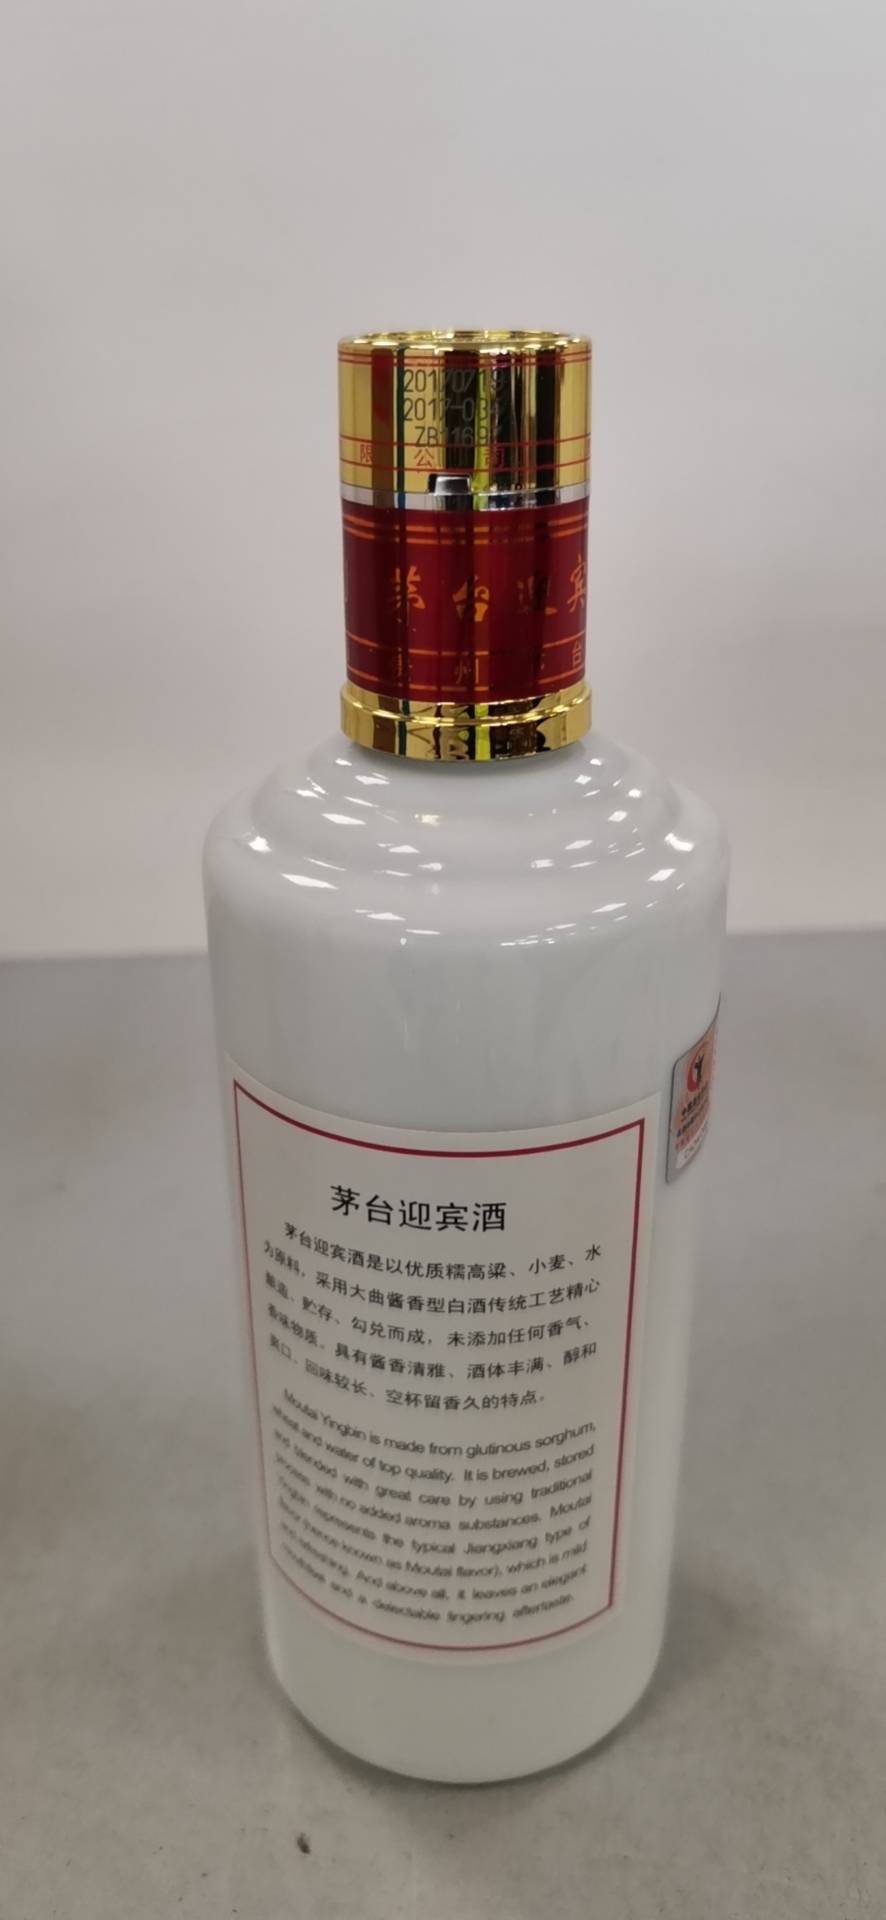 20170719
2017-034
ZB11697
限公司
茅台迎宾
州 台
茅台迎宾酒
茅台迎宾酒是以优质糯高粱、小麦、水
为原料，采用大曲酱香型白酒传统工艺精心
酿造、贮存、勾兑而成，未添加任何香气、
香味物质。具有酱香清雅、酒体丰满、醇和
爽口、回味较长、空杯留香久的特点。
Moutai Yingbin is made from glutinous sorghum,
wheat and water of top quality. It is brewed, stored
and blended with great care by using traditional
process with no added aroma substances. Moutai
Yingbin represents the typical Jiangxiang type of
flavor (hence known as Moutai flavor), which is mild
and refreshing. And above all, it leaves an elegant
mouthfeel and a delectable lingering aftertaste.